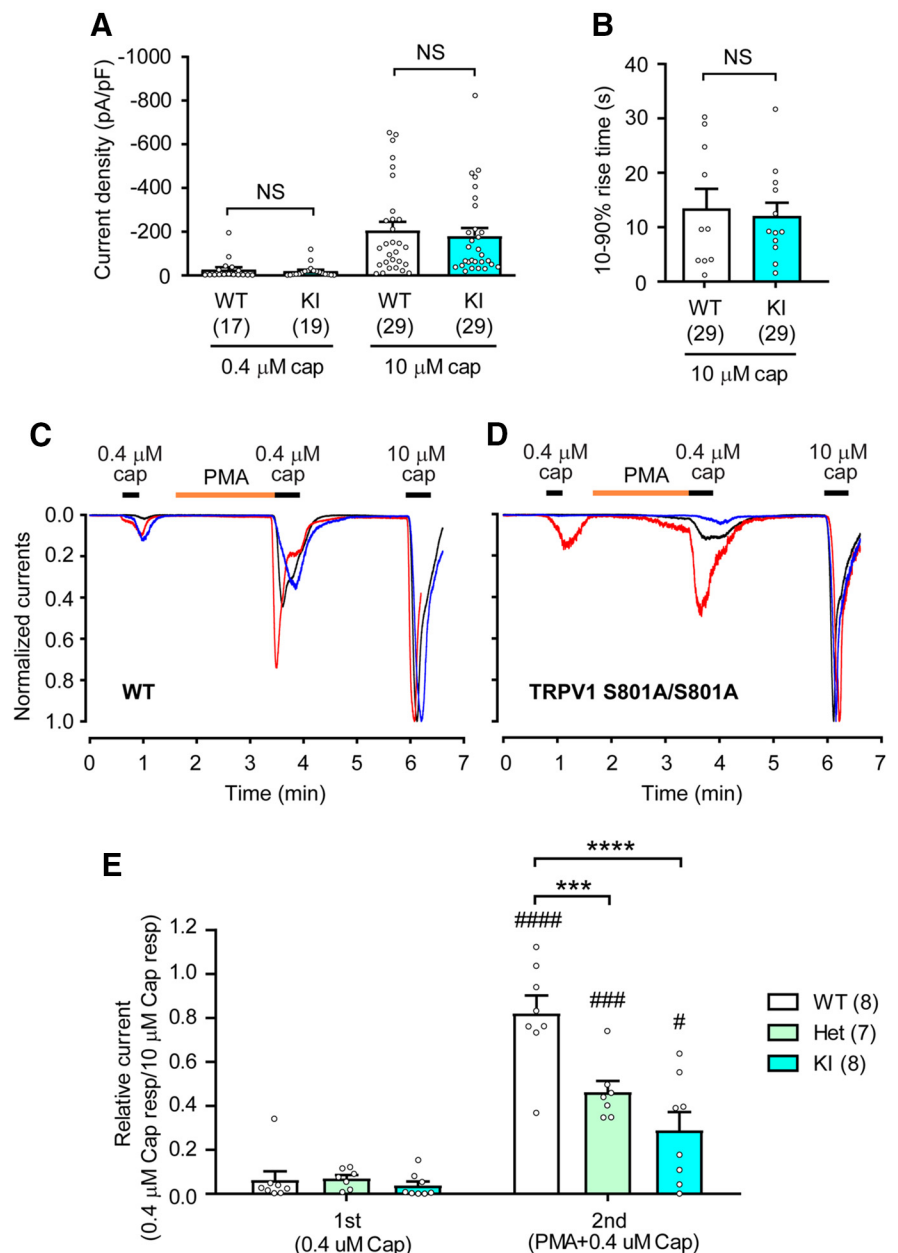 A
Current density (pA/pF)
-1000
-800
-600
-400
-200
0
NS
NS
WT
KI
WT
KI
(17)
(19)
(29)
(29)
0.4 μM cap
10 μM cap
B
10-90% rise time (s)
40
30
20
10
0
NS
WT
KI
(29)
(29)
10 μM cap
C
0.4 μM
cap
PMA
0.4 μM
cap
10 μM
cap
Normalized currents
0.0
0.2
0.4
0.6
0.8
1.0
WT
0 1 2 3 4 5 6 7
Time (min)
D
0.4 μM
cap
PMA
0.4 μM
cap
10 μM
cap
TRPV1 S801A/S801A
0 1 2 3 4 5 6 7
Time (min)
E
Relative current
(0.4 μM Cap resp/10 μM Cap resp)
1.2
1.0
0.8
0.6
0.4
0.2
0.0
****
***
####
###
#
WT (8)
Het (7)
KI (8)
1st
(0.4 uM Cap)
2nd
(PMA+0.4 uM Cap)